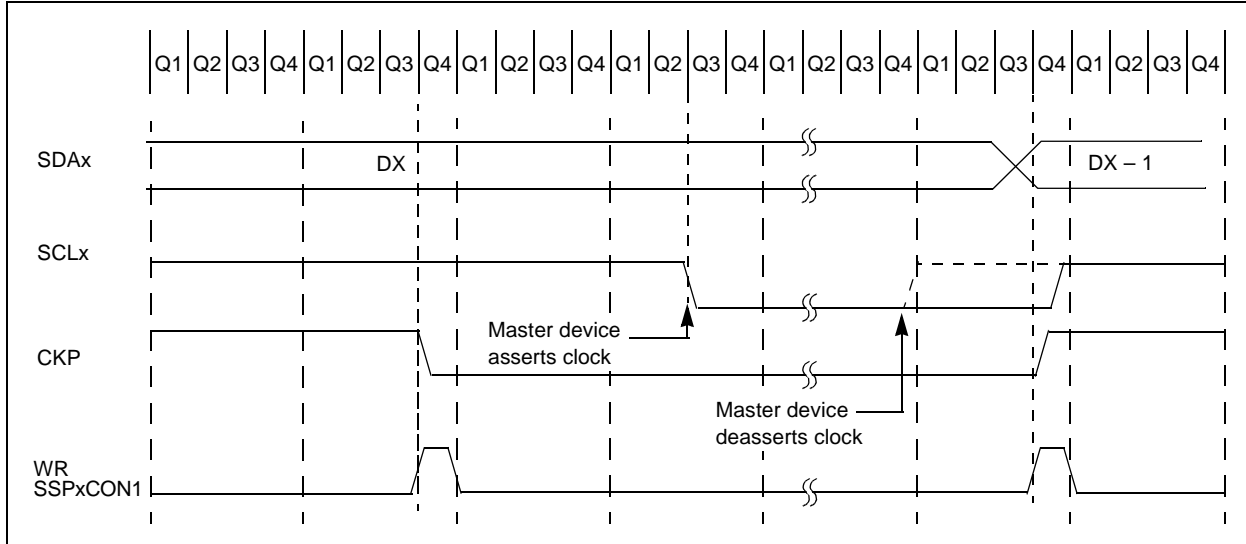 Q1 Q2 Q3 Q4 Q1 Q2 Q3 Q4 Q1 Q2 Q3 Q4 Q1 Q2 Q3 Q4 Q1 Q2 Q3 Q4 Q1 Q2 Q3 Q4 Q1 Q2 Q3 Q4
SDAx
DX
DX – 1
SCLx
Master device
asserts clock
CKP
Master device
deasserts clock
WR
SSPxCON1